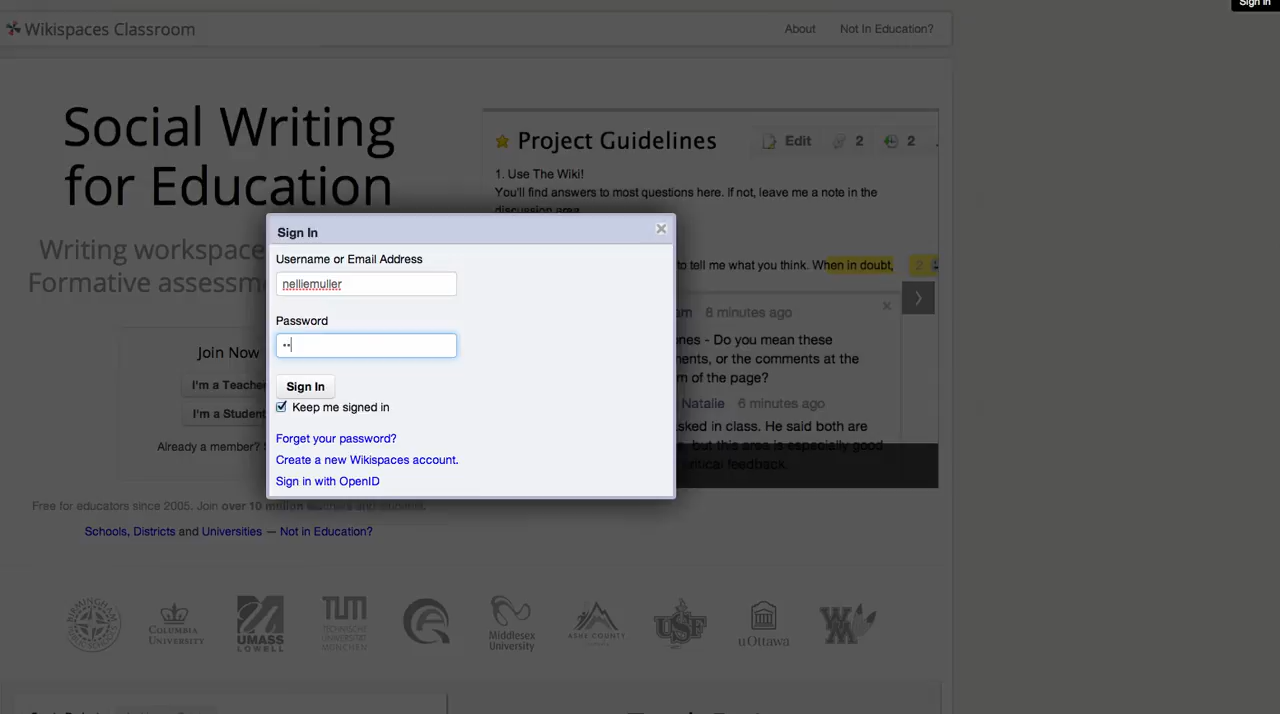 Sign In
Wikispaces Classroom
About
Not In Education?
Social Writing
for Education
Writing workspace
Formative assessm
Join Now
I'm a Teache
I'm a Student
Already a member?
Free for educators since 2005. Join over 10 million
Schools, Districts and Universities — Not in Education?
Project Guidelines
Edit
2
2
1. Use The Wiki!
You'll find answers to most questions here. If not, leave me a note in the
discussion area.
to tell me what you think. When in doubt,
2
am 8 minutes ago
ones - Do you mean these
ments, or the comments at the
m of the page?
Natalie 6 minutes ago
sked in class. He said both are
, but this area is especially good
ritical feedback.
Sign In
Username or Email Address
nelliemuller
Password
Sign In
Keep me signed in
Forget your password?
Create a new Wikispaces account.
Sign in with OpenID
COLUMBIA
UNIVERSITY
UMASS
LOWELL
TUM
TECHNISCHE
UNIVERSITÄT
MÜNCHEN
Middlesex
University
ASHE COUNTY
USF
uOttawa